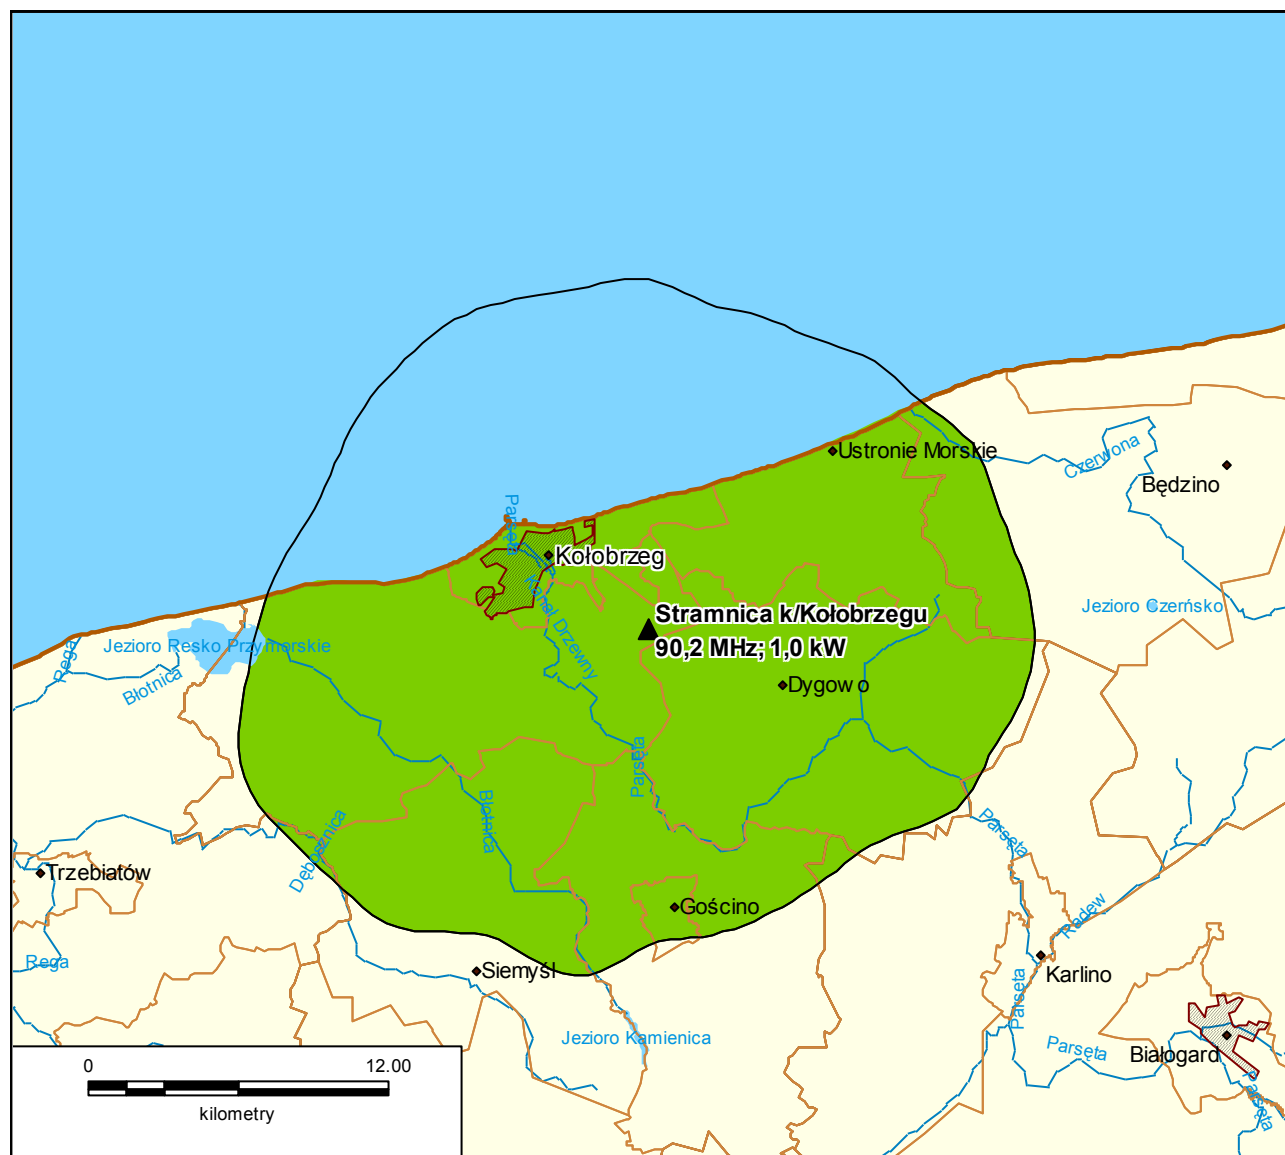 Ustronie Morskie
Czerwona
Będzino
Parsęta
Kołobrzeg
Kanał Drzewny
Stramnica k/Kołobrzegu
90,2 MHz; 1,0 kW
Jezioro Czerńsko
Jezioro Resko Przymorskie
Rega
Błotnica
Dygowo
Parsęta
Błotnica
Dębosznica
Parsęta
Trzebiatów
Gościno
Radew
Rega
Siemyśl
Karlino
Parsęta
Jezioro Kamienica
Parsęta
Białogard
Parsęta
0 12.00
kilometry